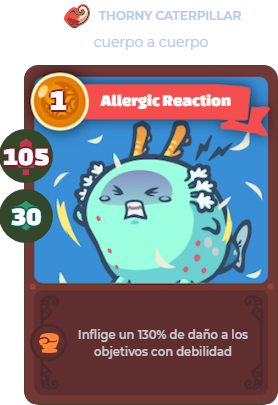 THORNY CATERPILLAR
cuerpo a cuerpo
1
Allergic Reaction
105
30
Inflige un 130% de daño a los
objetivos con debilidad